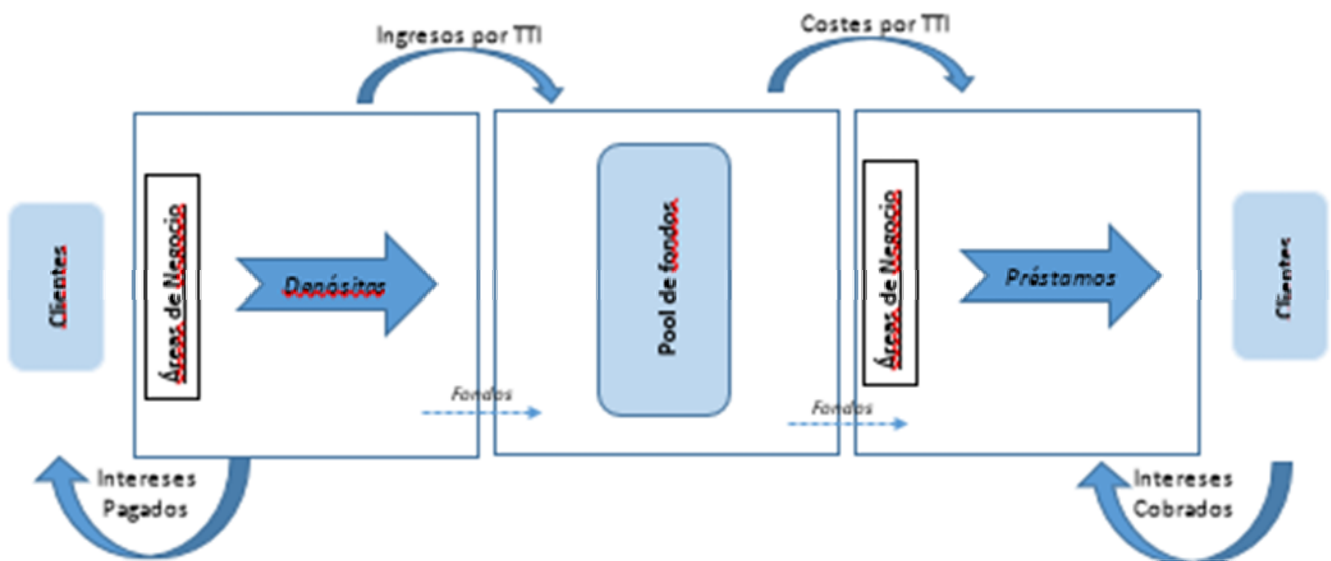 Ingresos por TTI
Costes por TTI
Clientes
Áreas de Negocio
Depósitos
Fondos
Pool de fondos
Fondos
Áreas de Negocio
Préstamos
Clientes
Intereses
Pagados
Intereses
Cobrados